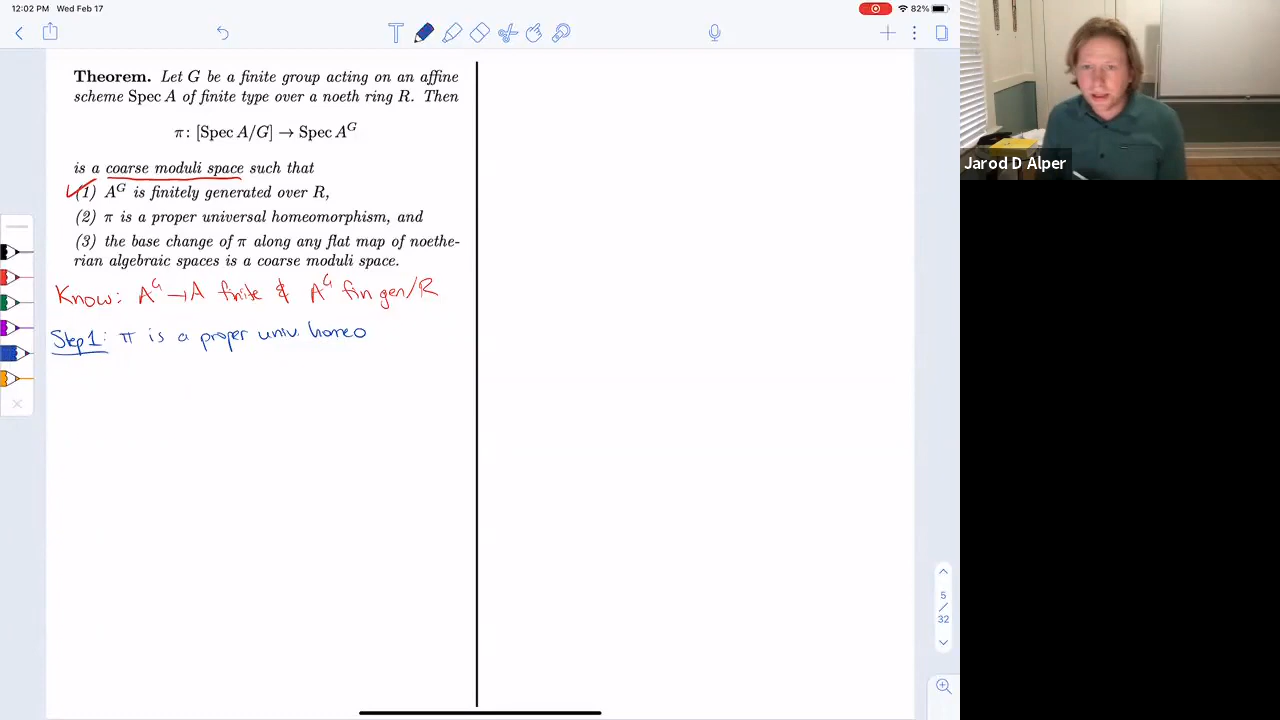 12:02 PM Wed Feb 17
82%
Theorem. Let G be a finite group acting on an affine
scheme Spec A of finite type over a noeth ring R. Then
π: [Spec A/G] → Spec A^G
is a coarse moduli space such that
(1) A^G is finitely generated over R,
(2) π is a proper universal homeomorphism, and
(3) the base change of π along any flat map of noethe-
rian algebraic spaces is a coarse moduli space.
Know: A^G → A finite & A^G fin gen/R
Step 1: π is a proper univ. homeo
5
/
32
Jarod D Alper